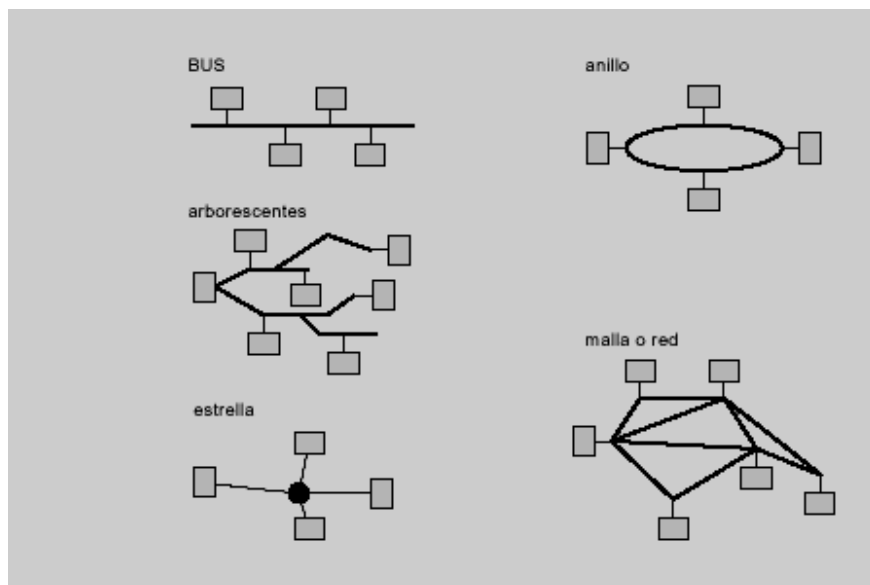 BUS
anillo
arborescentes
malla o red
estrella